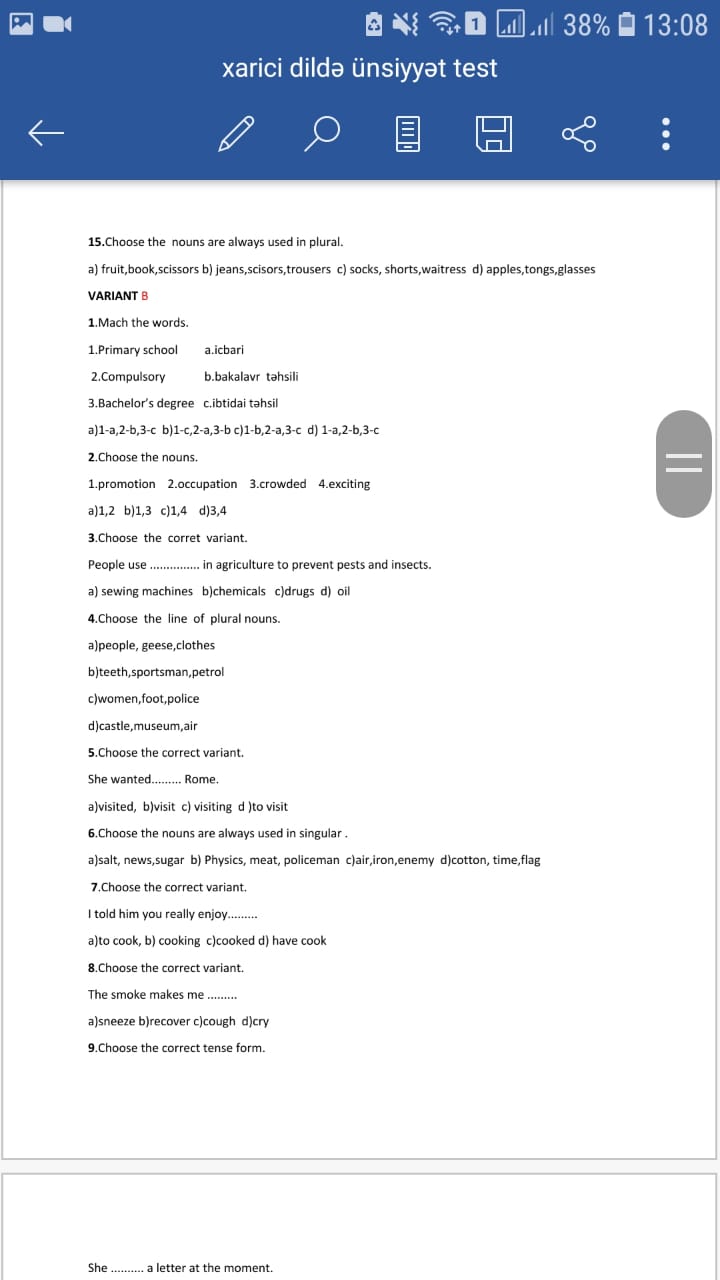 1 38% 13:08
xarici dildə ünsiyyət test
15.Choose the nouns are always used in plural.
a) fruit,book,scissors b) jeans,scisors,trousers c) socks, shorts,waitress d) apples,tongs,glasses
VARIANT B
1.Mach the words.
1.Primary school a.icbari
2.Compulsory b.bakalavr təhsili
3.Bachelor's degree c.ibtidai təhsil
a)1-a,2-b,3-c b)1-c,2-a,3-b c)1-b,2-a,3-c d) 1-a,2-b,3-c
2.Choose the nouns.
1.promotion 2.occupation 3.crowded 4.exciting
a)1,2 b)1,3 c)1,4 d)3,4
3.Choose the corret variant.
People use ............... in agriculture to prevent pests and insects.
a) sewing machines b)chemicals c)drugs d) oil
4.Choose the line of plural nouns.
a)people, geese,clothes
b)teeth,sportsman,petrol
c)women,foot,police
d)castle,museum,air
5.Choose the correct variant.
She wanted......... Rome.
a)visited, b)visit c) visiting d )to visit
6.Choose the nouns are always used in singular .
a)salt, news,sugar b) Physics, meat, policeman c)air,iron,enemy d)cotton, time,flag
7.Choose the correct variant.
I told him you really enjoy.........
a)to cook, b) cooking c)cooked d) have cook
8.Choose the correct variant.
The smoke makes me .........
a)sneeze b)recover c)cough d)cry
9.Choose the correct tense form.
She .......... a letter at the moment.